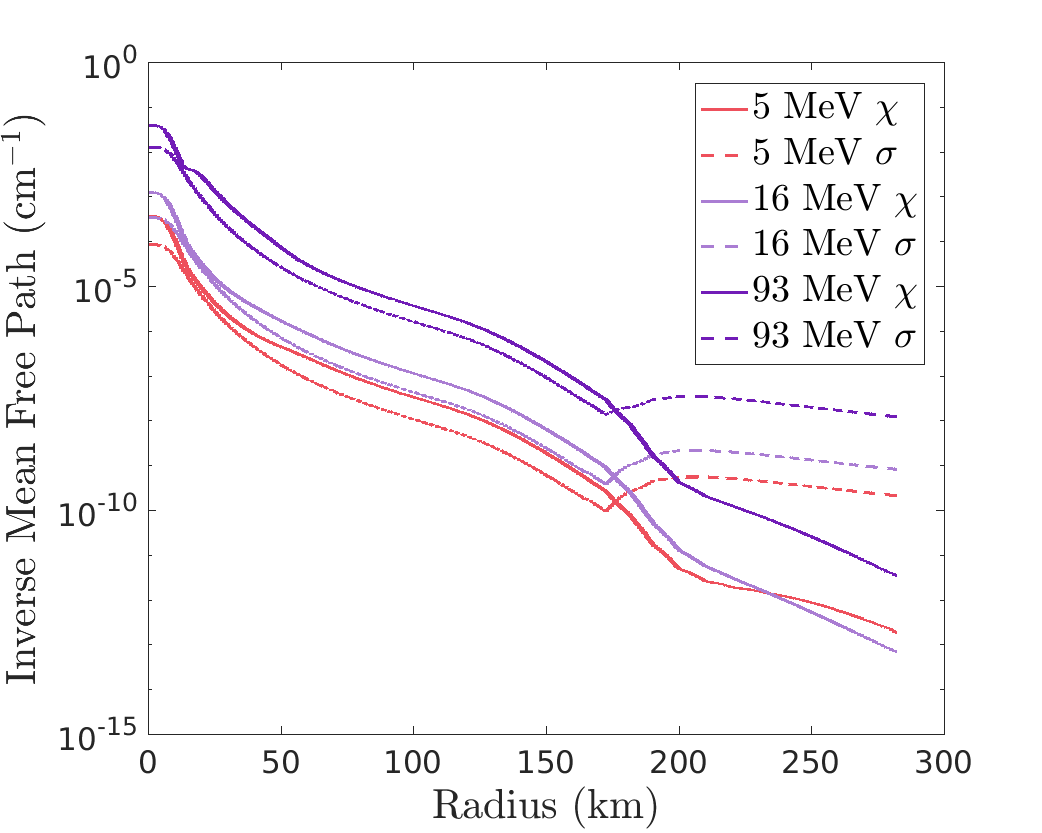 10^0
10^-5
10^-10
10^-15
Inverse Mean Free Path (cm^−1)
5 MeV χ
5 MeV σ
16 MeV χ
16 MeV σ
93 MeV χ
93 MeV σ
0 50 100 150 200 250 300
Radius (km)